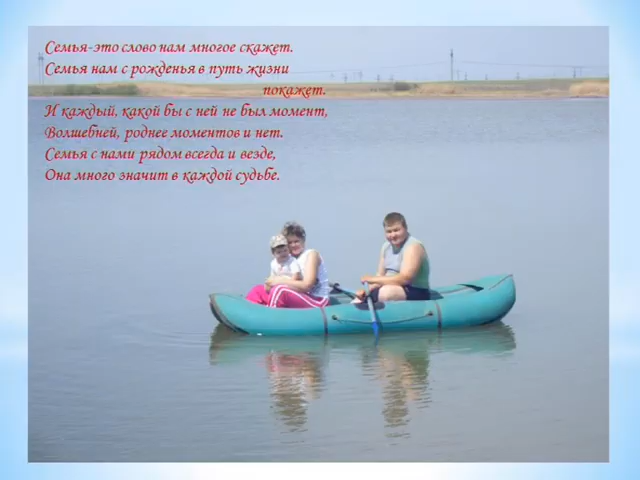 Семья-это слово нам многое скажет.
Семья нам с рожденья в путь жизни
покажет.
И каждый, какой бы с ней не был момент,
Волшебней, роднее моментов и нет.
Семья с нами рядом всегда и везде,
Она много значит в каждой судьбе.